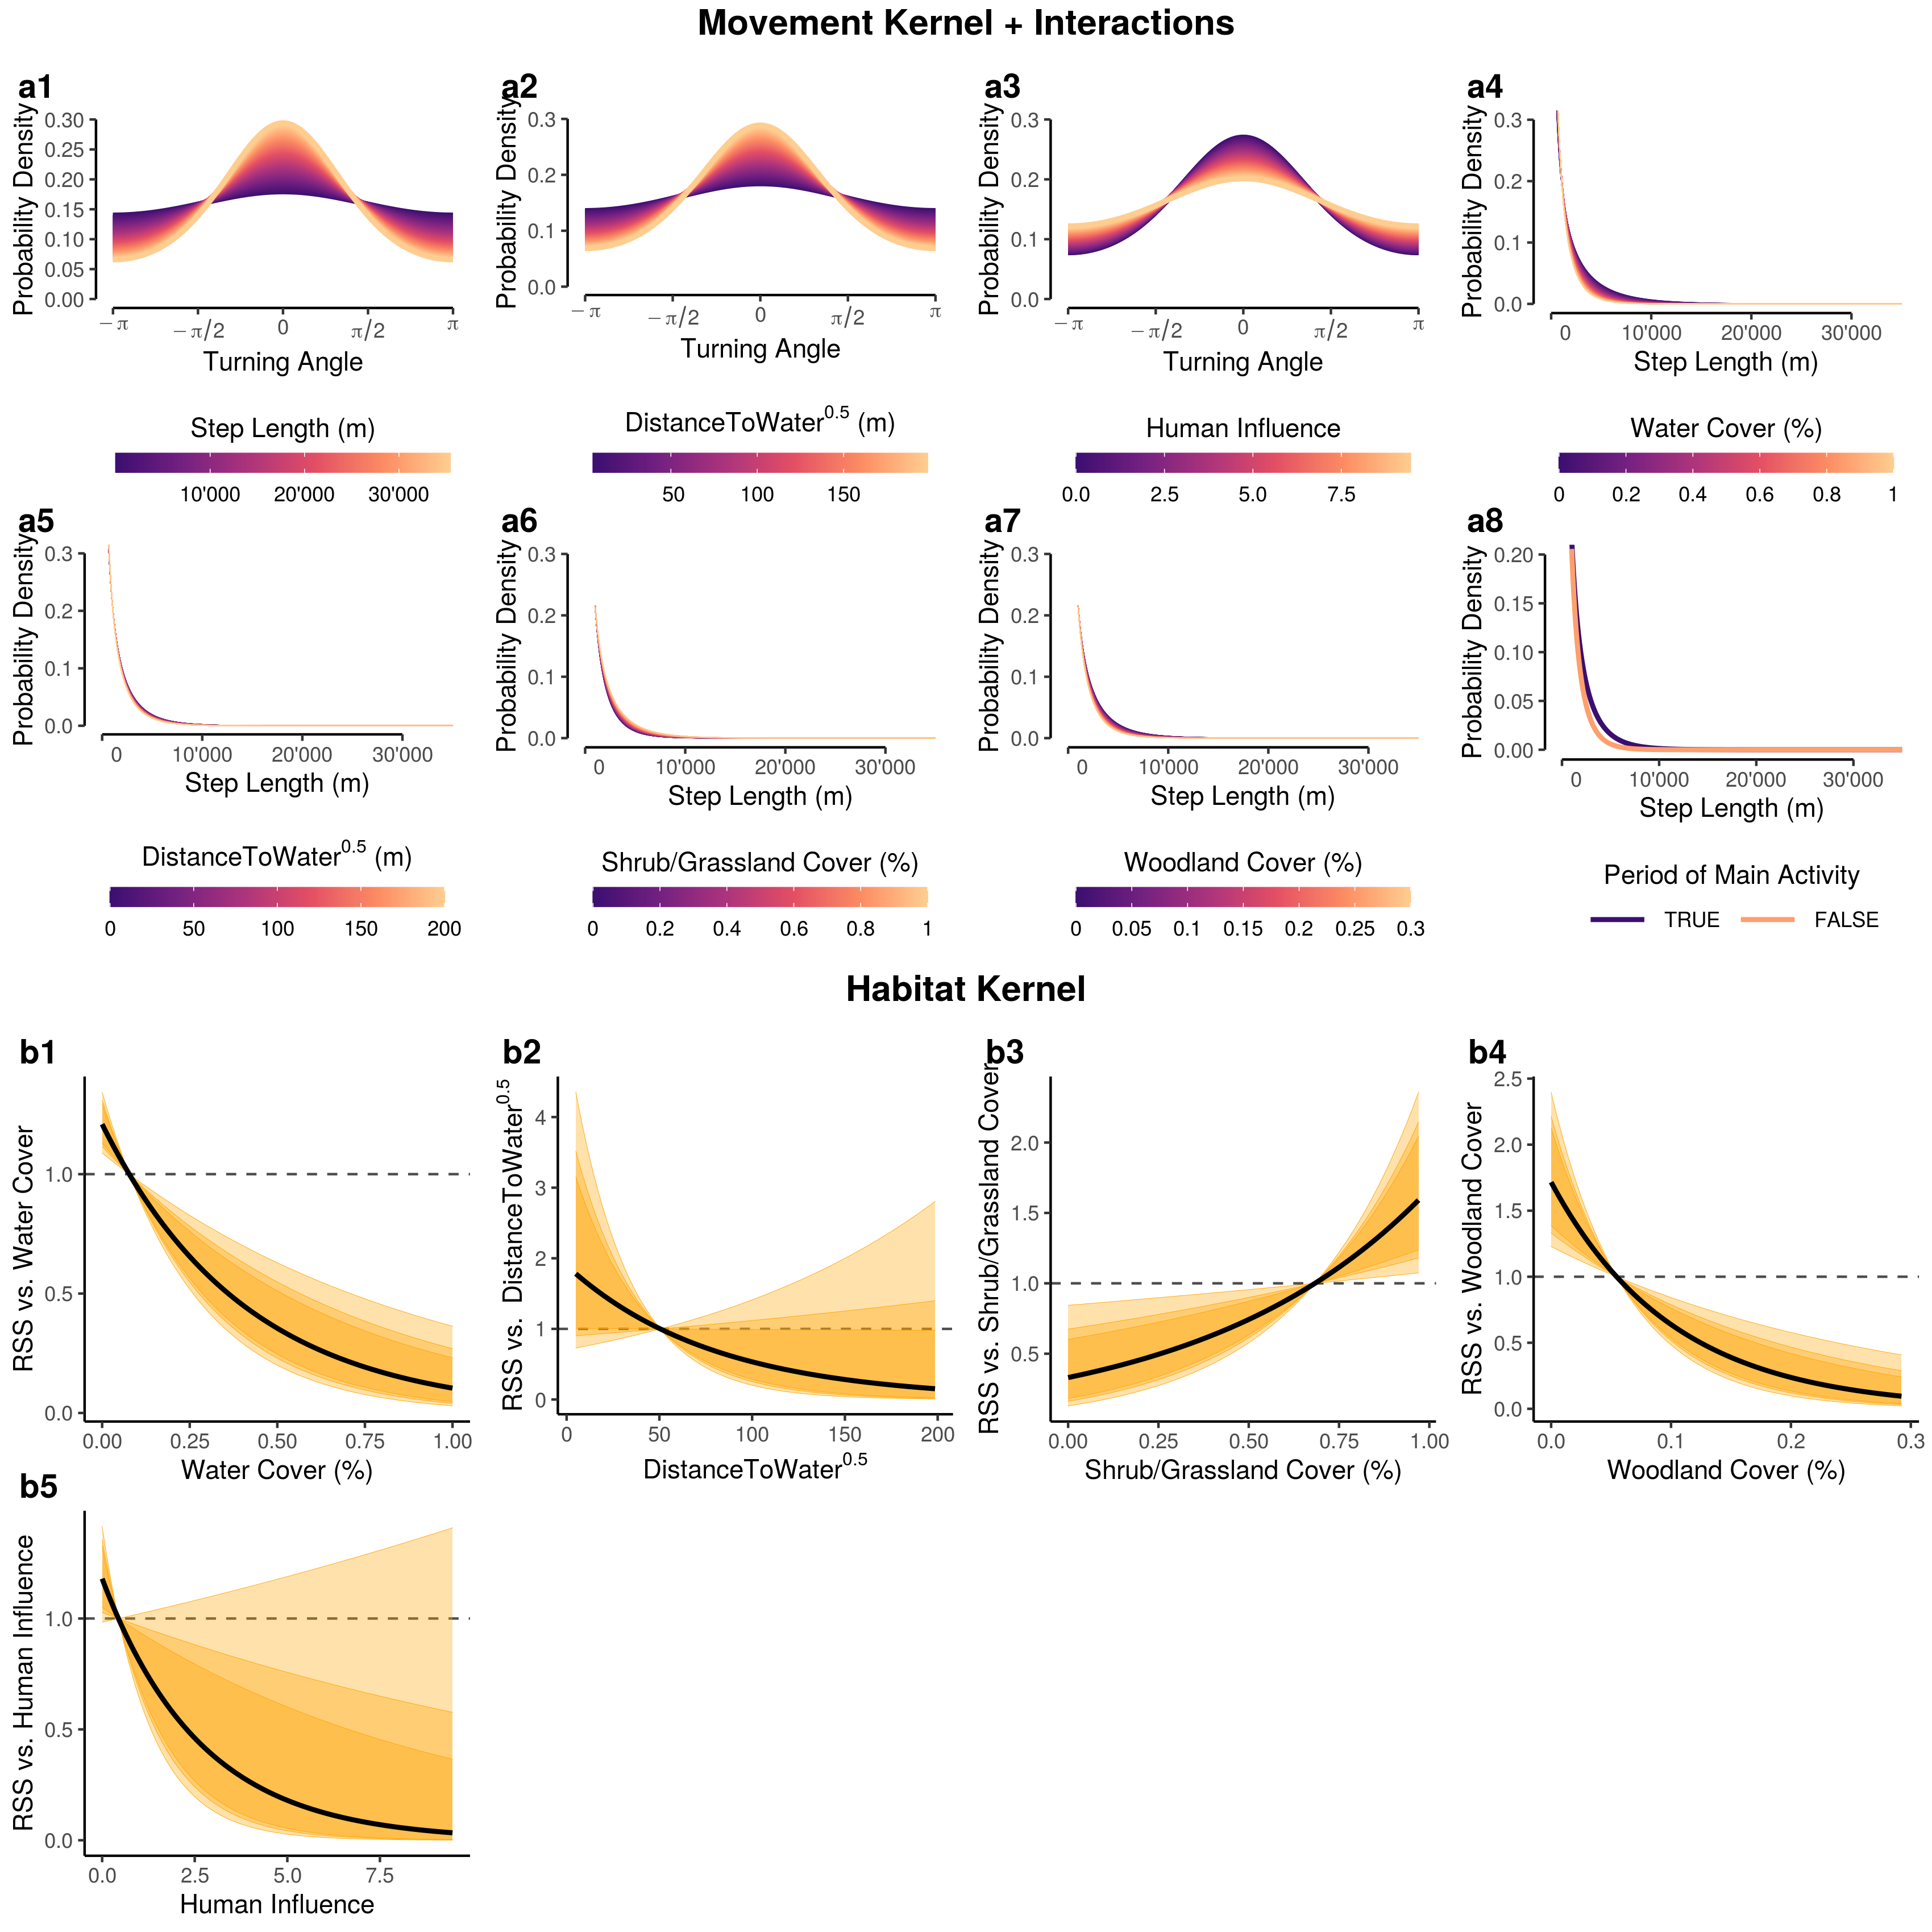 Movement Kernel + Interactions
a1
Probability Density
0.30
0.25
0.20
0.15
0.10
0.05
0.00
−π −π/2 0 π/2 π
Turning Angle
Step Length (m)
10'000 20'000 30'000
a2
Probability Density
0.3
0.2
0.1
0.0
−π −π/2 0 π/2 π
Turning Angle
DistanceToWater^0.5 (m)
50 100 150
a3
Probability Density
0.3
0.2
0.1
0.0
−π −π/2 0 π/2 π
Turning Angle
Human Influence
0.0 2.5 5.0 7.5
a4
Probability Density
0.3
0.2
0.1
0.0
0 10'000 20'000 30'000
Step Length (m)
Water Cover (%)
0 0.2 0.4 0.6 0.8 1
a5
Probability Density
0.3
0.2
0.1
0.0
0 10'000 20'000 30'000
Step Length (m)
DistanceToWater^0.5 (m)
0 50 100 150 200
a6
Probability Density
0.3
0.2
0.1
0.0
0 10'000 20'000 30'000
Step Length (m)
Shrub/Grassland Cover (%)
0 0.2 0.4 0.6 0.8 1
a7
Probability Density
0.3
0.2
0.1
0.0
0 10'000 20'000 30'000
Step Length (m)
Woodland Cover (%)
0 0.05 0.1 0.15 0.2 0.25 0.3
a8
Probability Density
0.20
0.15
0.10
0.05
0.00
0 10'000 20'000 30'000
Step Length (m)
Period of Main Activity
TRUE FALSE
Habitat Kernel
b1
RSS vs. Water Cover
1.0
0.5
0.0
0.00 0.25 0.50 0.75 1.00
Water Cover (%)
b2
RSS vs. DistanceToWater^0.5
4
3
2
1
0
0 50 100 150 200
DistanceToWater^0.5
b3
RSS vs. Shrub/Grassland Cover
2.0
1.5
1.0
0.5
0.00 0.25 0.50 0.75 1.00
Shrub/Grassland Cover (%)
b4
RSS vs. Woodland Cover
2.5
2.0
1.5
1.0
0.5
0.0
0.0 0.1 0.2 0.3
Woodland Cover (%)
b5
RSS vs. Human Influence
1.0
0.5
0.0
0.0 2.5 5.0 7.5
Human Influence